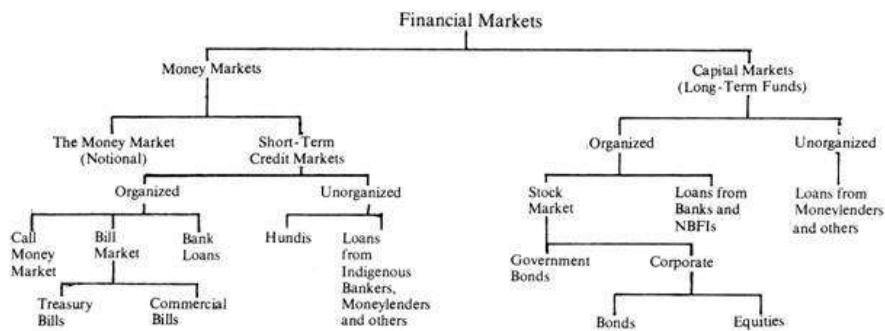 Financial Markets
Money Markets
Capital Markets
(Long-Term Funds)
The Money Market
(Notional)
Short-Term
Credit Markets
Organized
Unorganized
Organized
Unorganized
Stock
Market
Loans from
Banks and
NBFIs
Loans from
Moneylenders
and others
Call
Money
Market
Bill
Market
Bank
Loans
Hundis
Loans
from
Indigenous
Bankers,
Moneylenders
and others
Government
Bonds
Corporate
Treasury
Bills
Commercial
Bills
Bonds
Equities